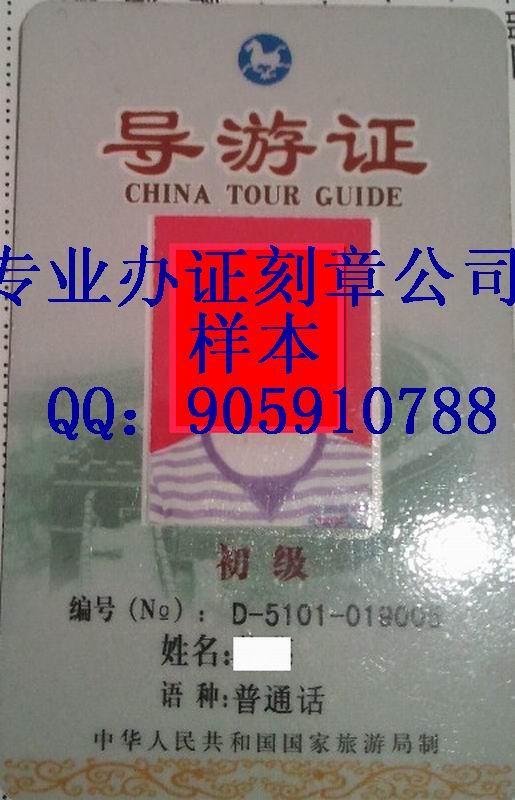 导游证
CHINA TOUR GUIDE
专业办证刻章公司
样本
QQ：905910788
初级
编号(№)：D-5101-019005
姓名：
语种：普通话
中华人民共和国国家旅游局制